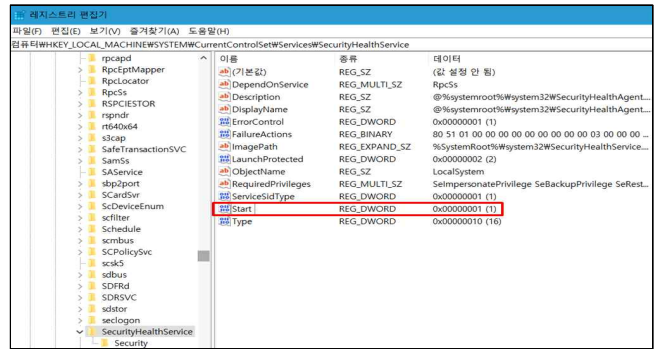 레지스트리 편집기
파일(F) 편집(E) 보기(V) 즐겨찾기(A) 도움말(H)
컴퓨터₩HKEY_LOCAL_MACHINE₩SYSTEM₩CurrentControlSet₩Services₩SecurityHealthService
rpcapd
RpcEptMapper
RpcLocator
RpcSs
RSPCIESTOR
rspndr
rt640x64
s3cap
SafeTransactionSVC
SamSs
SAService
sbp2port
SCardSvr
ScDeviceEnum
scfilter
Schedule
scmbus
SCPolicySvc
scsk5
sdbus
SDFRd
SDRSVC
sdstor
seclogon
SecurityHealthService
Security
이름 종류 데이터
(기본값) REG_SZ (값 설정 안 됨)
DependOnService REG_MULTI_SZ RpcSs
Description REG_SZ @%systemroot%₩system32₩SecurityHealthAgent....
DisplayName REG_SZ @%systemroot%₩system32₩SecurityHealthAgent....
ErrorControl REG_DWORD 0x00000001 (1)
FailureActions REG_BINARY 80 51 01 00 00 00 00 00 00 00 00 00 03 00 00 00 ...
ImagePath REG_EXPAND_SZ %SystemRoot%₩system32₩SecurityHealthService....
LaunchProtected REG_DWORD 0x00000002 (2)
ObjectName REG_SZ LocalSystem
RequiredPrivileges REG_MULTI_SZ SeImpersonatePrivilege SeBackupPrivilege SeRest...
ServiceSidType REG_DWORD 0x00000001 (1)
Start REG_DWORD 0x00000001 (1)
Type REG_DWORD 0x00000010 (16)